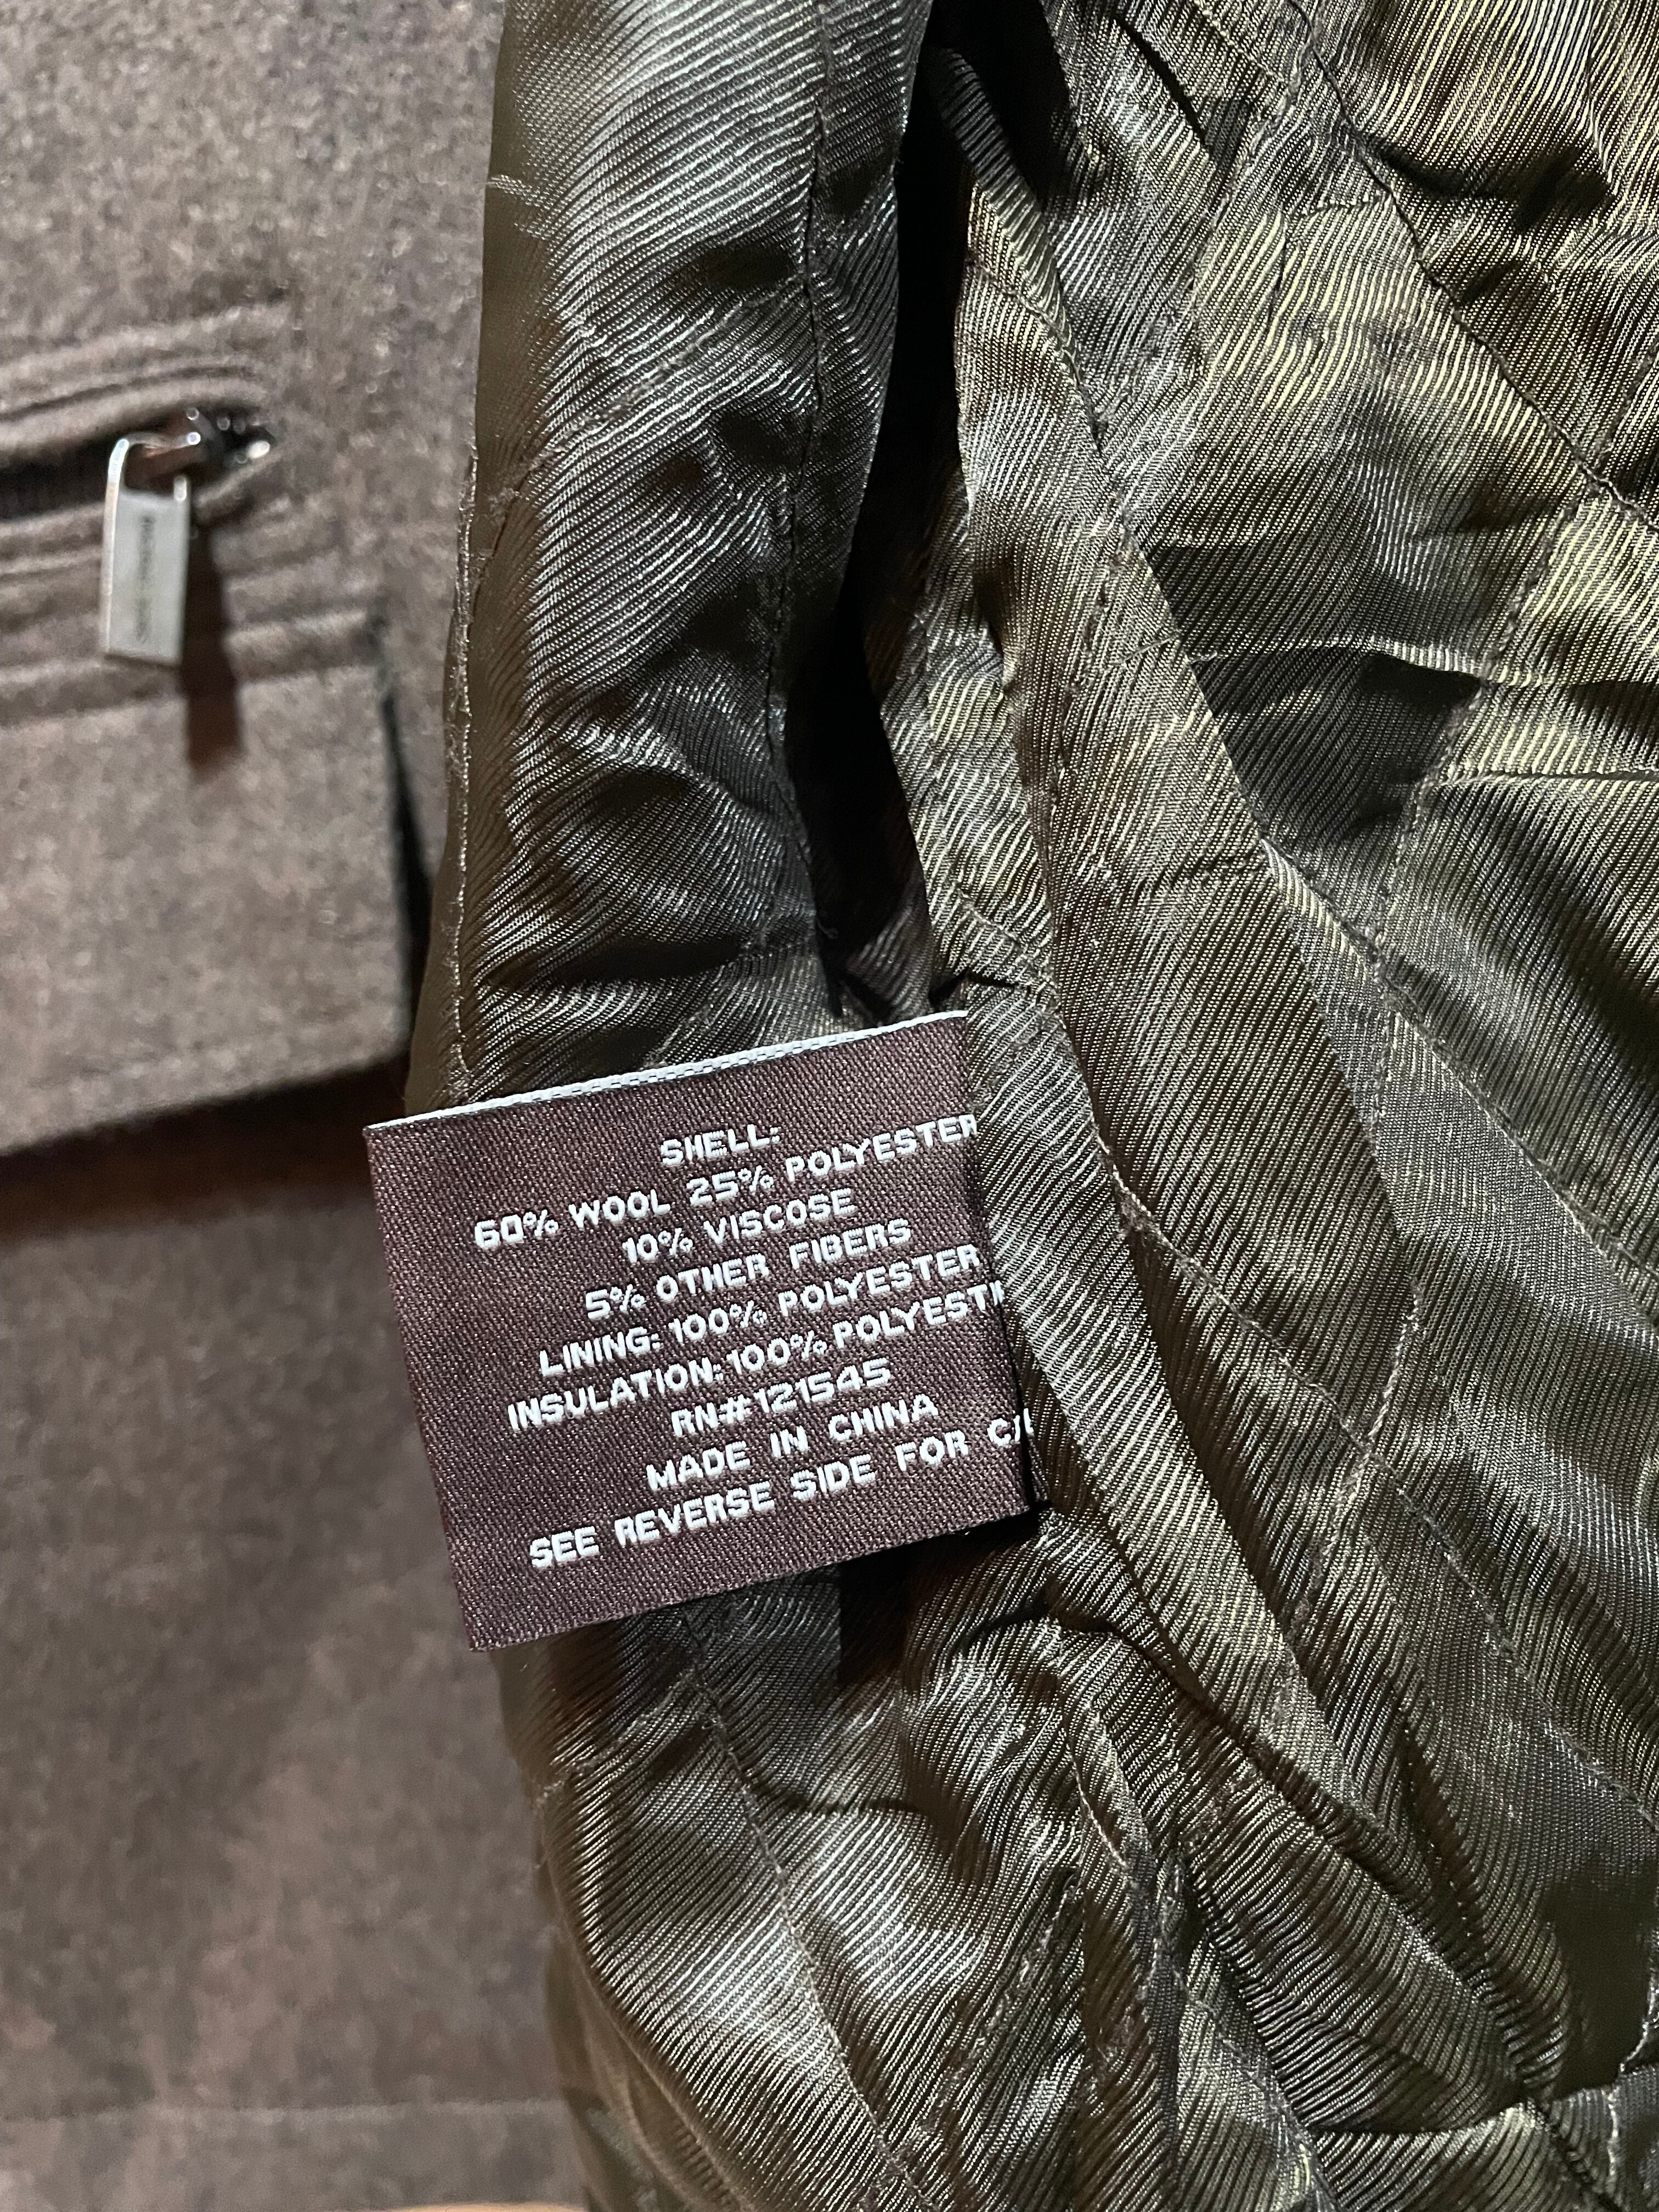 SHELL:
60% WOOL 25% POLYESTER
10% VISCOSE
5% OTHER FIBERS
LINING: 100% POLYESTER
INSULATION: 100% POLYEST
RN#121545
MADE IN CHINA
SEE REVERSE SIDE FOR